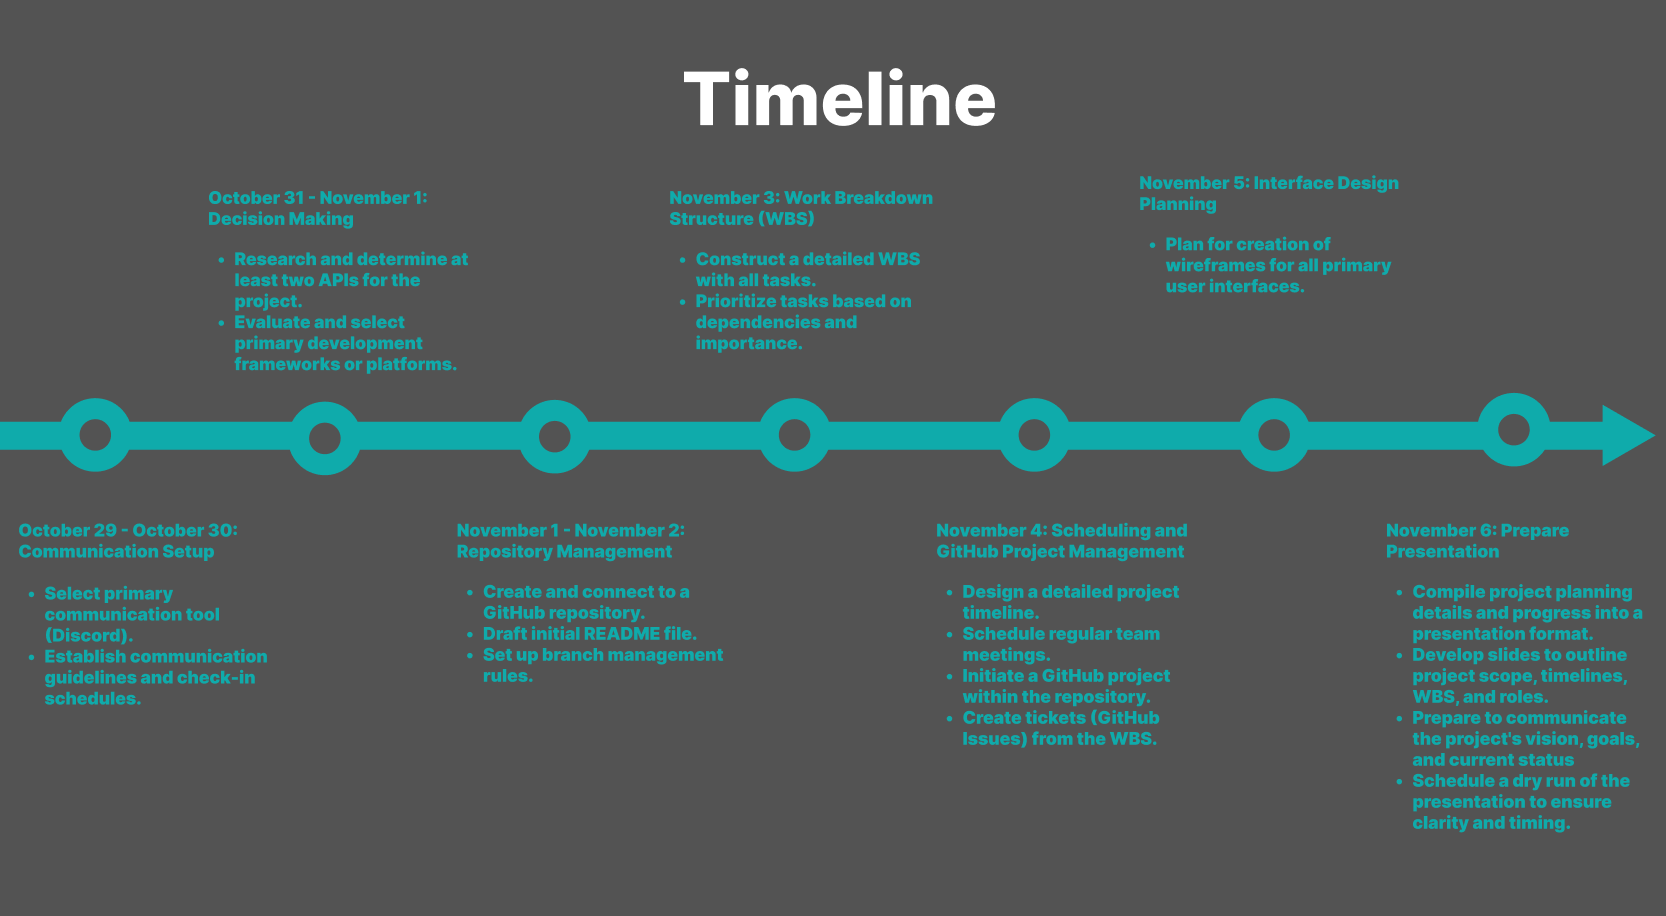 Timeline
October 29 - October 30:
Communication Setup
• Select primary
communication tool
(Discord).
• Establish communication
guidelines and check-in
schedules.
October 31 - November 1:
Decision Making
• Research and determine at
least two APIs for the
project.
• Evaluate and select
primary development
frameworks or platforms.
November 1 - November 2:
Repository Management
• Create and connect to a
GitHub repository.
• Draft initial README file.
• Set up branch management
rules.
November 3: Work Breakdown
Structure (WBS)
• Construct a detailed WBS
with all tasks.
• Prioritize tasks based on
dependencies and
importance.
November 4: Scheduling and
GitHub Project Management
• Design a detailed project
timeline.
• Schedule regular team
meetings.
• Initiate a GitHub project
within the repository.
• Create tickets (GitHub
Issues) from the WBS.
November 5: Interface Design
Planning
• Plan for creation of
wireframes for all primary
user interfaces.
November 6: Prepare
Presentation
• Compile project planning
details and progress into a
presentation format.
• Develop slides to outline
project scope, timelines,
WBS, and roles.
• Prepare to communicate
the project's vision, goals,
and current status
• Schedule a dry run of the
presentation to ensure
clarity and timing.